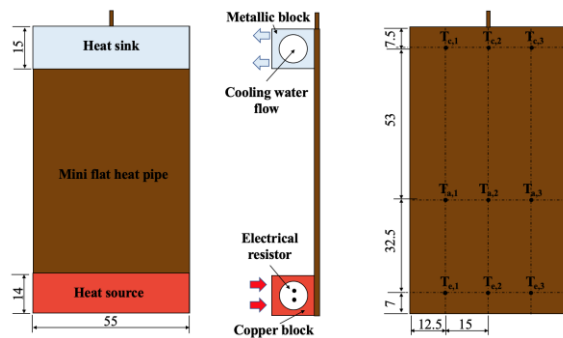 15
Heat sink
Mini flat heat pipe
14
Heat source
55
Metallic block
Cooling water
flow
Electrical
resistor
Copper block
7.5
T_c,1 T_c,2 T_c,3
53
T_a,1 T_a,2 T_a,3
32.5
T_e,1 T_e,2 T_e,3
7
12.5 15